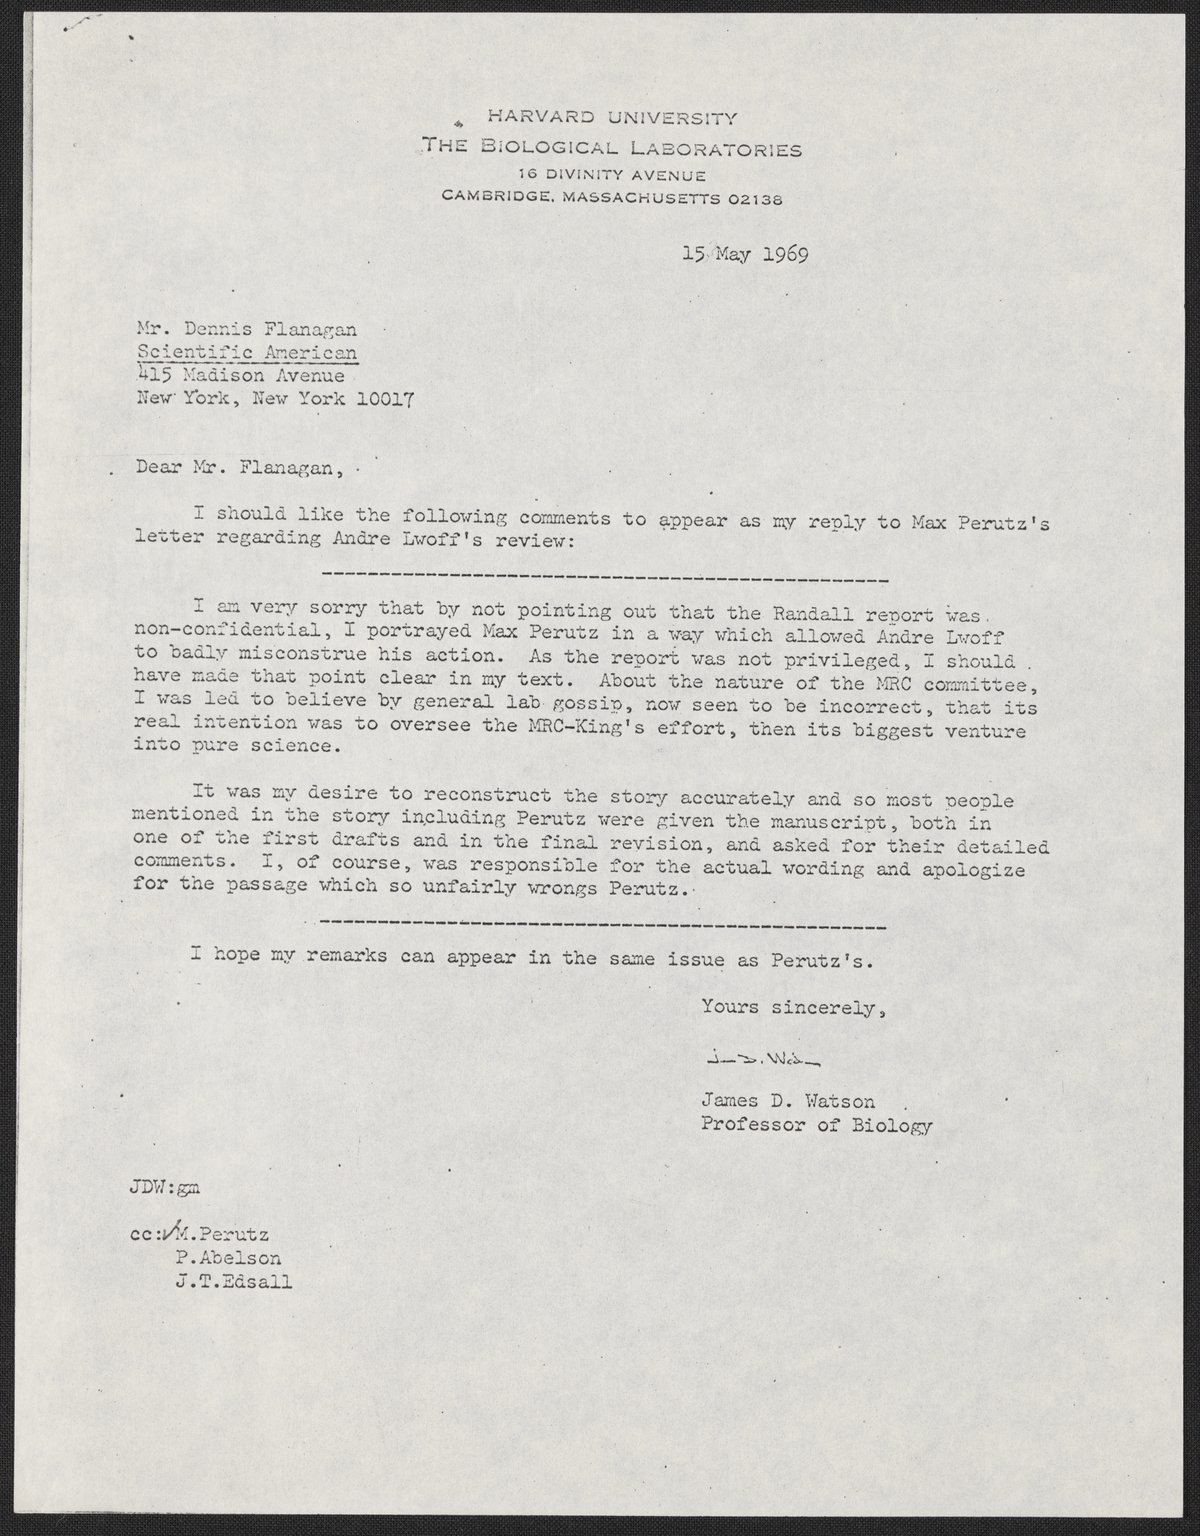 HARVARD UNIVERSITY
THE BIOLOGICAL LABORATORIES
16 DIVINITY AVENUE
CAMBRIDGE, MASSACHUSETTS 02138
15 May 1969
Mr. Dennis Flanagan
Scientific American
415 Madison Avenue
New York, New York 10017
Dear Mr. Flanagan,
I should like the following comments to appear as my reply to Max Perutz's
letter regarding Andre Lwoff's review:
I am very sorry that by not pointing out that the Randall report was
non-confidential, I portrayed Max Perutz in a way which allowed Andre Lwoff
to badly misconstrue his action. As the report was not privileged, I should
have made that point clear in my text. About the nature of the MRC committee,
I was led to believe by general lab gossip, now seen to be incorrect, that its
real intention was to oversee the MRC-King's effort, then its biggest venture
into pure science.
It was my desire to reconstruct the story accurately and so most people
mentioned in the story including Perutz were given the manuscript, both in
one of the first drafts and in the final revision, and asked for their detailed
comments. I, of course, was responsible for the actual wording and apologize
for the passage which so unfairly wrongs Perutz.
I hope my remarks can appear in the same issue as Perutz's.
Yours sincerely,
J. D. Watson
James D. Watson
Professor of Biology
JDW:gm
cc:✓M.Perutz
P.Abelson
J.T.Edsall